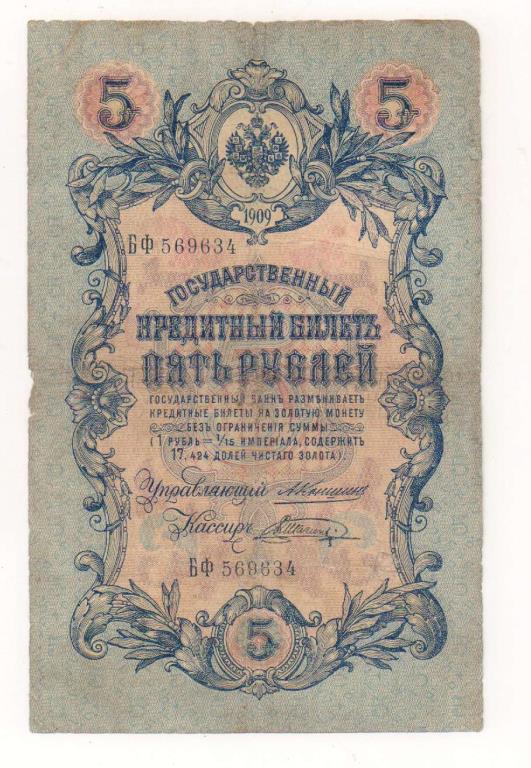 5 5
1909
БФ 569634
ГОСУДАРСТВЕННЫЙ
КРЕДИТНЫЙ БИЛЕТЪ
ПЯТЬ РУБЛЕЙ
ГОСУДАРСТВЕННЫЙ БАНКЪ РАЗМѢНИВАЕТЪ
КРЕДИТНЫЕ БИЛЕТЫ НА ЗОЛОТУЮ МОНЕТУ
БЕЗЪ ОГРАНИЧЕНІЯ СУММЫ
(1 РУБЛЬ = 1/15 ИМПЕРІАЛА, СОДЕРЖИТЪ
17,424 ДОЛЕЙ ЧИСТАГО ЗОЛОТА).
Управляющій АКоншинъ
Кассиръ
БФ 569634
5